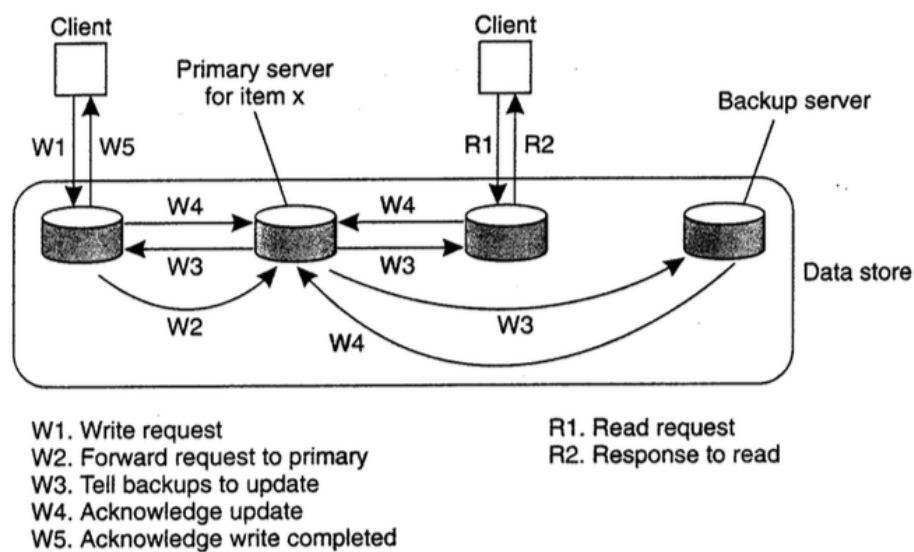 Client
Client
Primary server
for item x
Backup server
W1
W5
R1
R2
W4
W4
W3
W3
Data store
W2
W3
W4
W1. Write request
W2. Forward request to primary
W3. Tell backups to update
W4. Acknowledge update
W5. Acknowledge write completed
R1. Read request
R2. Response to read